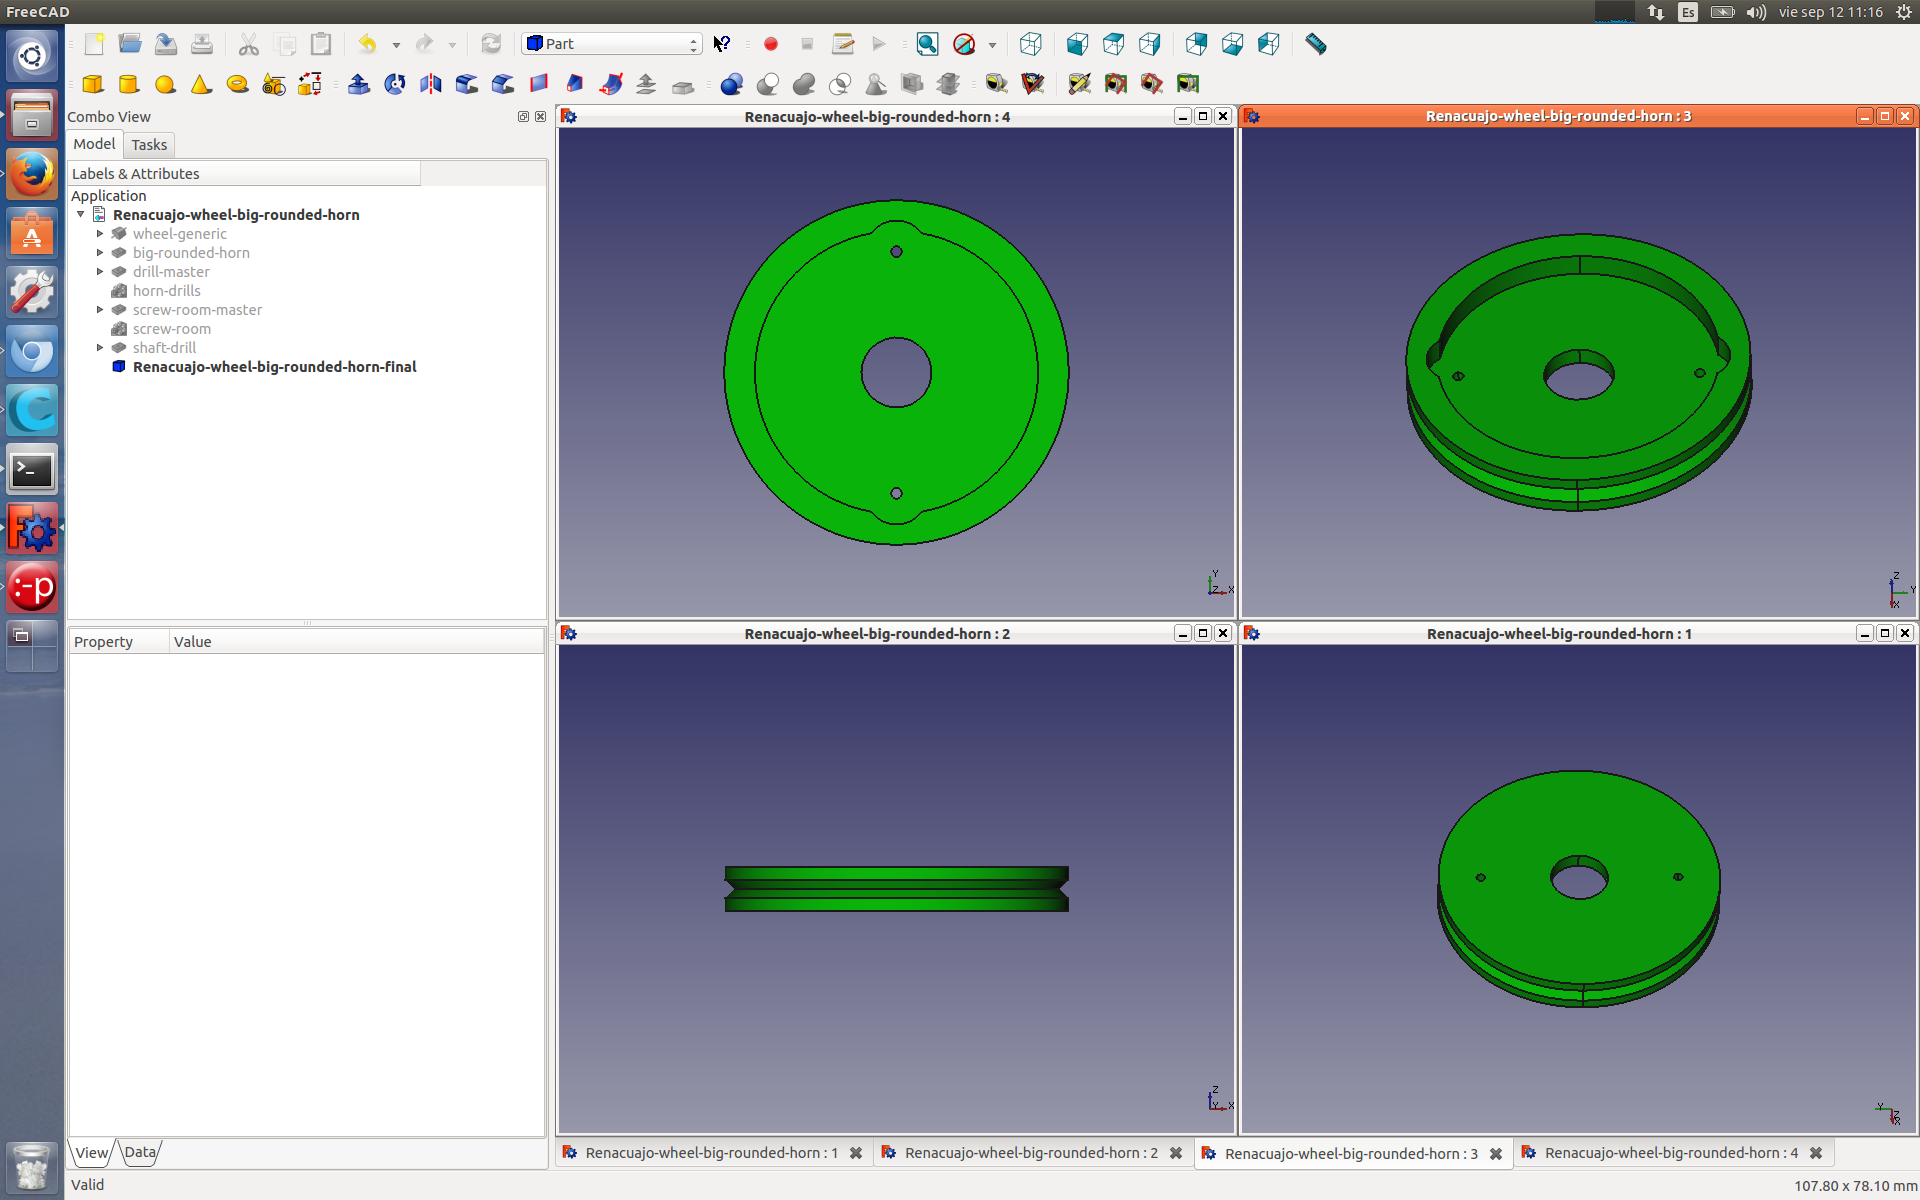 FreeCAD
Es
vie sep 12 11:16
Part
Combo View
Model
Tasks
Labels & Attributes
Application
Renacuajo-wheel-big-rounded-horn
wheel-generic
big-rounded-horn
drill-master
horn-drills
screw-room-master
screw-room
shaft-drill
Renacuajo-wheel-big-rounded-horn-final
Property
Value
View
Data
Valid
Renacuajo-wheel-big-rounded-horn : 4
Y
Z
X
Renacuajo-wheel-big-rounded-horn : 3
Z
Y
X
Renacuajo-wheel-big-rounded-horn : 2
Z
Y
X
Renacuajo-wheel-big-rounded-horn : 1
Y
Z
X
Renacuajo-wheel-big-rounded-horn : 1
Renacuajo-wheel-big-rounded-horn : 2
Renacuajo-wheel-big-rounded-horn : 3
Renacuajo-wheel-big-rounded-horn : 4
107.80 x 78.10 mm
:-p